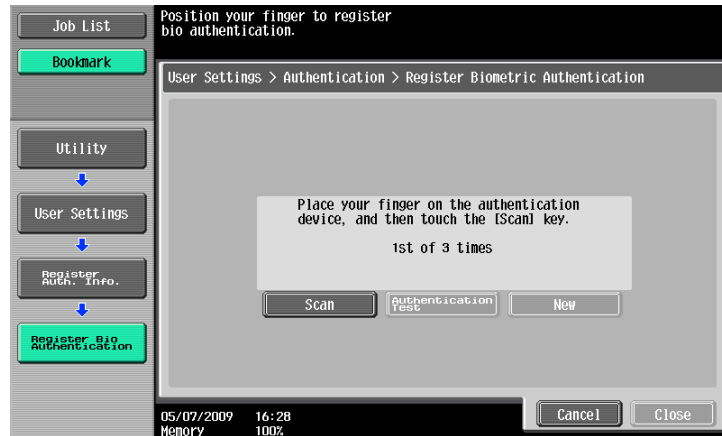 Job List
Bookmark
Utility
User Settings
Register
Auth. Info.
Register Bio
Authentication
Position your finger to register
bio authentication.
User Settings > Authentication > Register Biometric Authentication
Place your finger on the authentication
device, and then touch the [Scan] key.
1st of 3 times
Scan
Authentication
Test
New
05/07/2009 16:28
Memory 100%
Cancel
Close